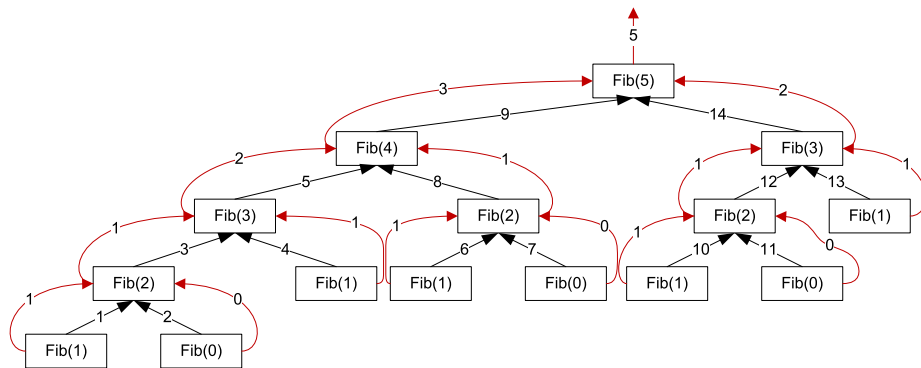 5
Fib(5)
3 2
9 14
Fib(4) Fib(3)
2 1 1 1
5 8 12 13
Fib(3) Fib(2) Fib(2) Fib(1)
1 1 1 0 1 0
3 4 6 7 10 11
Fib(2) Fib(1) Fib(1) Fib(0) Fib(1) Fib(0)
1 0
1 2
Fib(1) Fib(0)